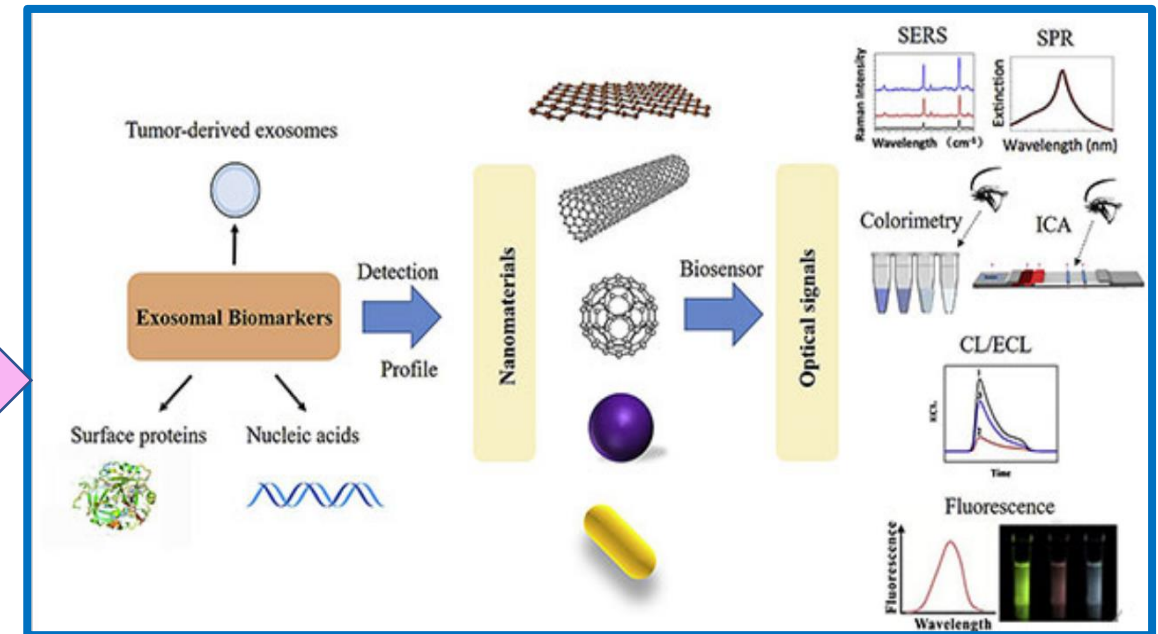 Tumor-derived exosomes
Exosomal Biomarkers
Surface proteins
Nucleic acids
Detection
Profile
Nanomaterials
Biosensor
Optical signals
SERS
Raman Intensity
Wavelength (cm⁻¹)
SPR
Extinction
Wavelength (nm)
Colorimetry
ICA
CL/ECL
ECL
Time
Fluorescence
Fluorescence
Wavelength